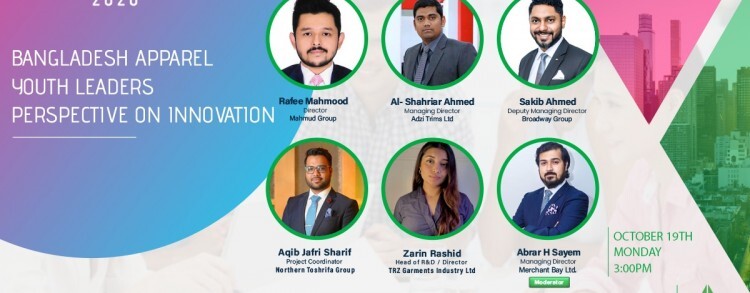 2020
BANGLADESH APPAREL
YOUTH LEADERS
PERSPECTIVE ON INNOVATION
Rafee Mahmood
Director
Mahmud Group
Al- Shahriar Ahmed
Managing Director
Adzi Trims Ltd
Sakib Ahmed
Deputy Managing Director
Broadway Group
Aqib Jafri Sharif
Project Coordinator
Northern Toshrifa Group
Zarin Rashid
Head of R&D / Director
TRZ Garments Industry Ltd
Abrar H Sayem
Managing Director
Merchant Bay Ltd.
Moderator
OCTOBER 19TH
MONDAY
3:00PM